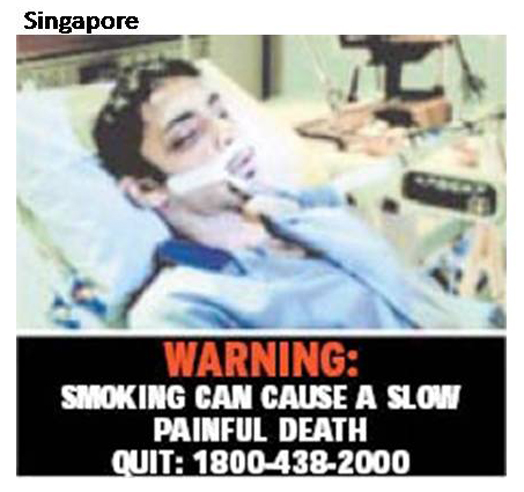 Singapore
WARNING:
SMOKING CAN CAUSE A SLOW
PAINFUL DEATH
QUIT: 1800-438-2000